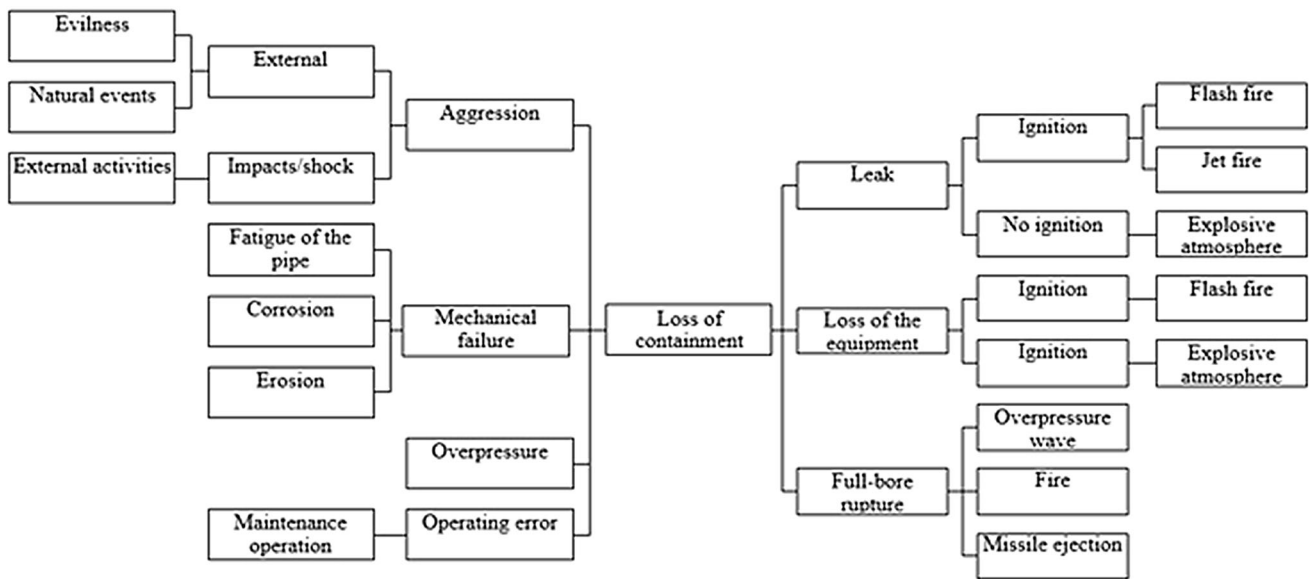 Evilness
Natural events
External activities
External
Impacts/shock
Fatigue of the
pipe
Corrosion
Erosion
Maintenance
operation
Aggression
Mechanical
failure
Overpressure
Operating error
Loss of
containment
Leak
Loss of the
equipment
Full-bore
rupture
Ignition
No ignition
Ignition
Ignition
Overpressure
wave
Fire
Missile ejection
Flash fire
Jet fire
Explosive
atmosphere
Flash fire
Explosive
atmosphere